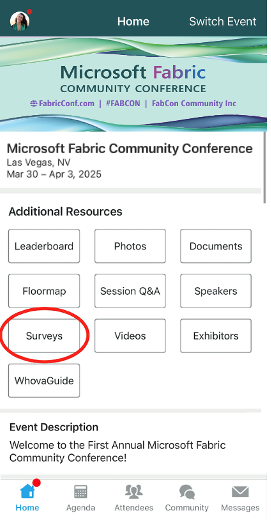 Home
Switch Event
Microsoft Fabric
COMMUNITY CONFERENCE
FabricConf.com | #FABCON | FabCon Community Inc
Microsoft Fabric Community Conference
Las Vegas, NV
Mar 30 – Apr 3, 2025
Additional Resources
Leaderboard
Photos
Documents
Floormap
Session Q&A
Speakers
Surveys
Videos
Exhibitors
WhovaGuide
Event Description
Welcome to the First Annual Microsoft Fabric
Community Conference!
Home
Agenda
Attendees
Community
Messages